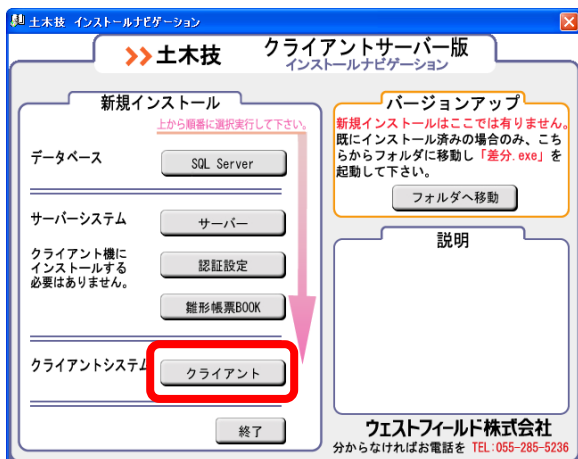 土木技 インストールナビゲーション
>>土木技 クライアントサーバー版
インストールナビゲーション
新規インストール
上から順番に選択実行して下さい。
データベース
SQL Server
サーバーシステム
サーバー
クライアント機に
インストールする
必要はありません。
認証設定
雛形帳票BOOK
クライアントシステム
クライアント
終了
バージョンアップ
新規インストールはここでは有りません。
既にインストール済みの場合のみ、こち
らからフォルダに移動し「差分.exe」を
起動して下さい。
フォルダへ移動
説明
ウェストフィールド株式会社
分からなければお電話を TEL:055-285-5236